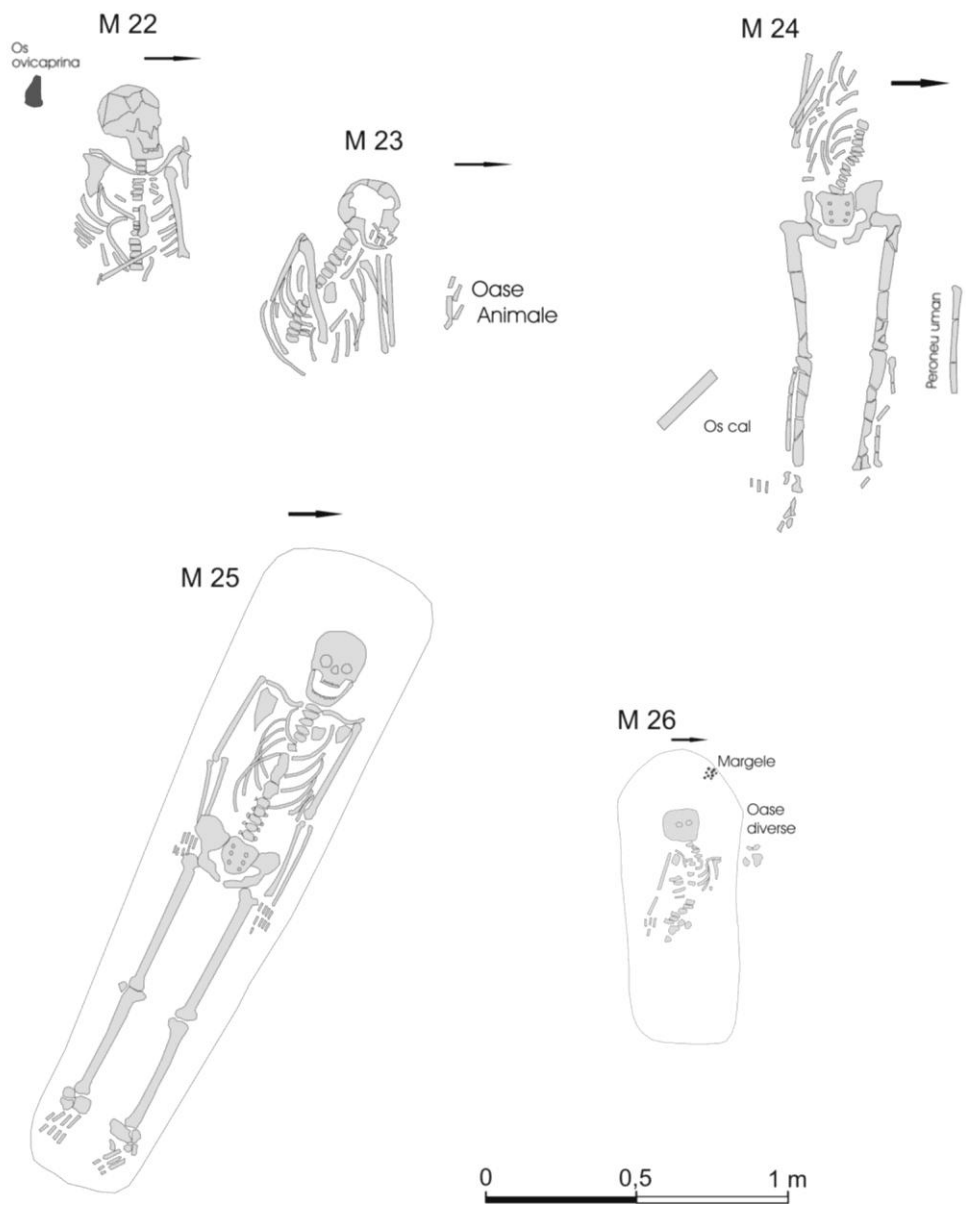 M 22
Os
ovicaprina
M 23
Oase
Animale
M 24
Peroneu uman
Os cal
M 25
M 26
Margele
Oase
diverse
0 0,5 1 m